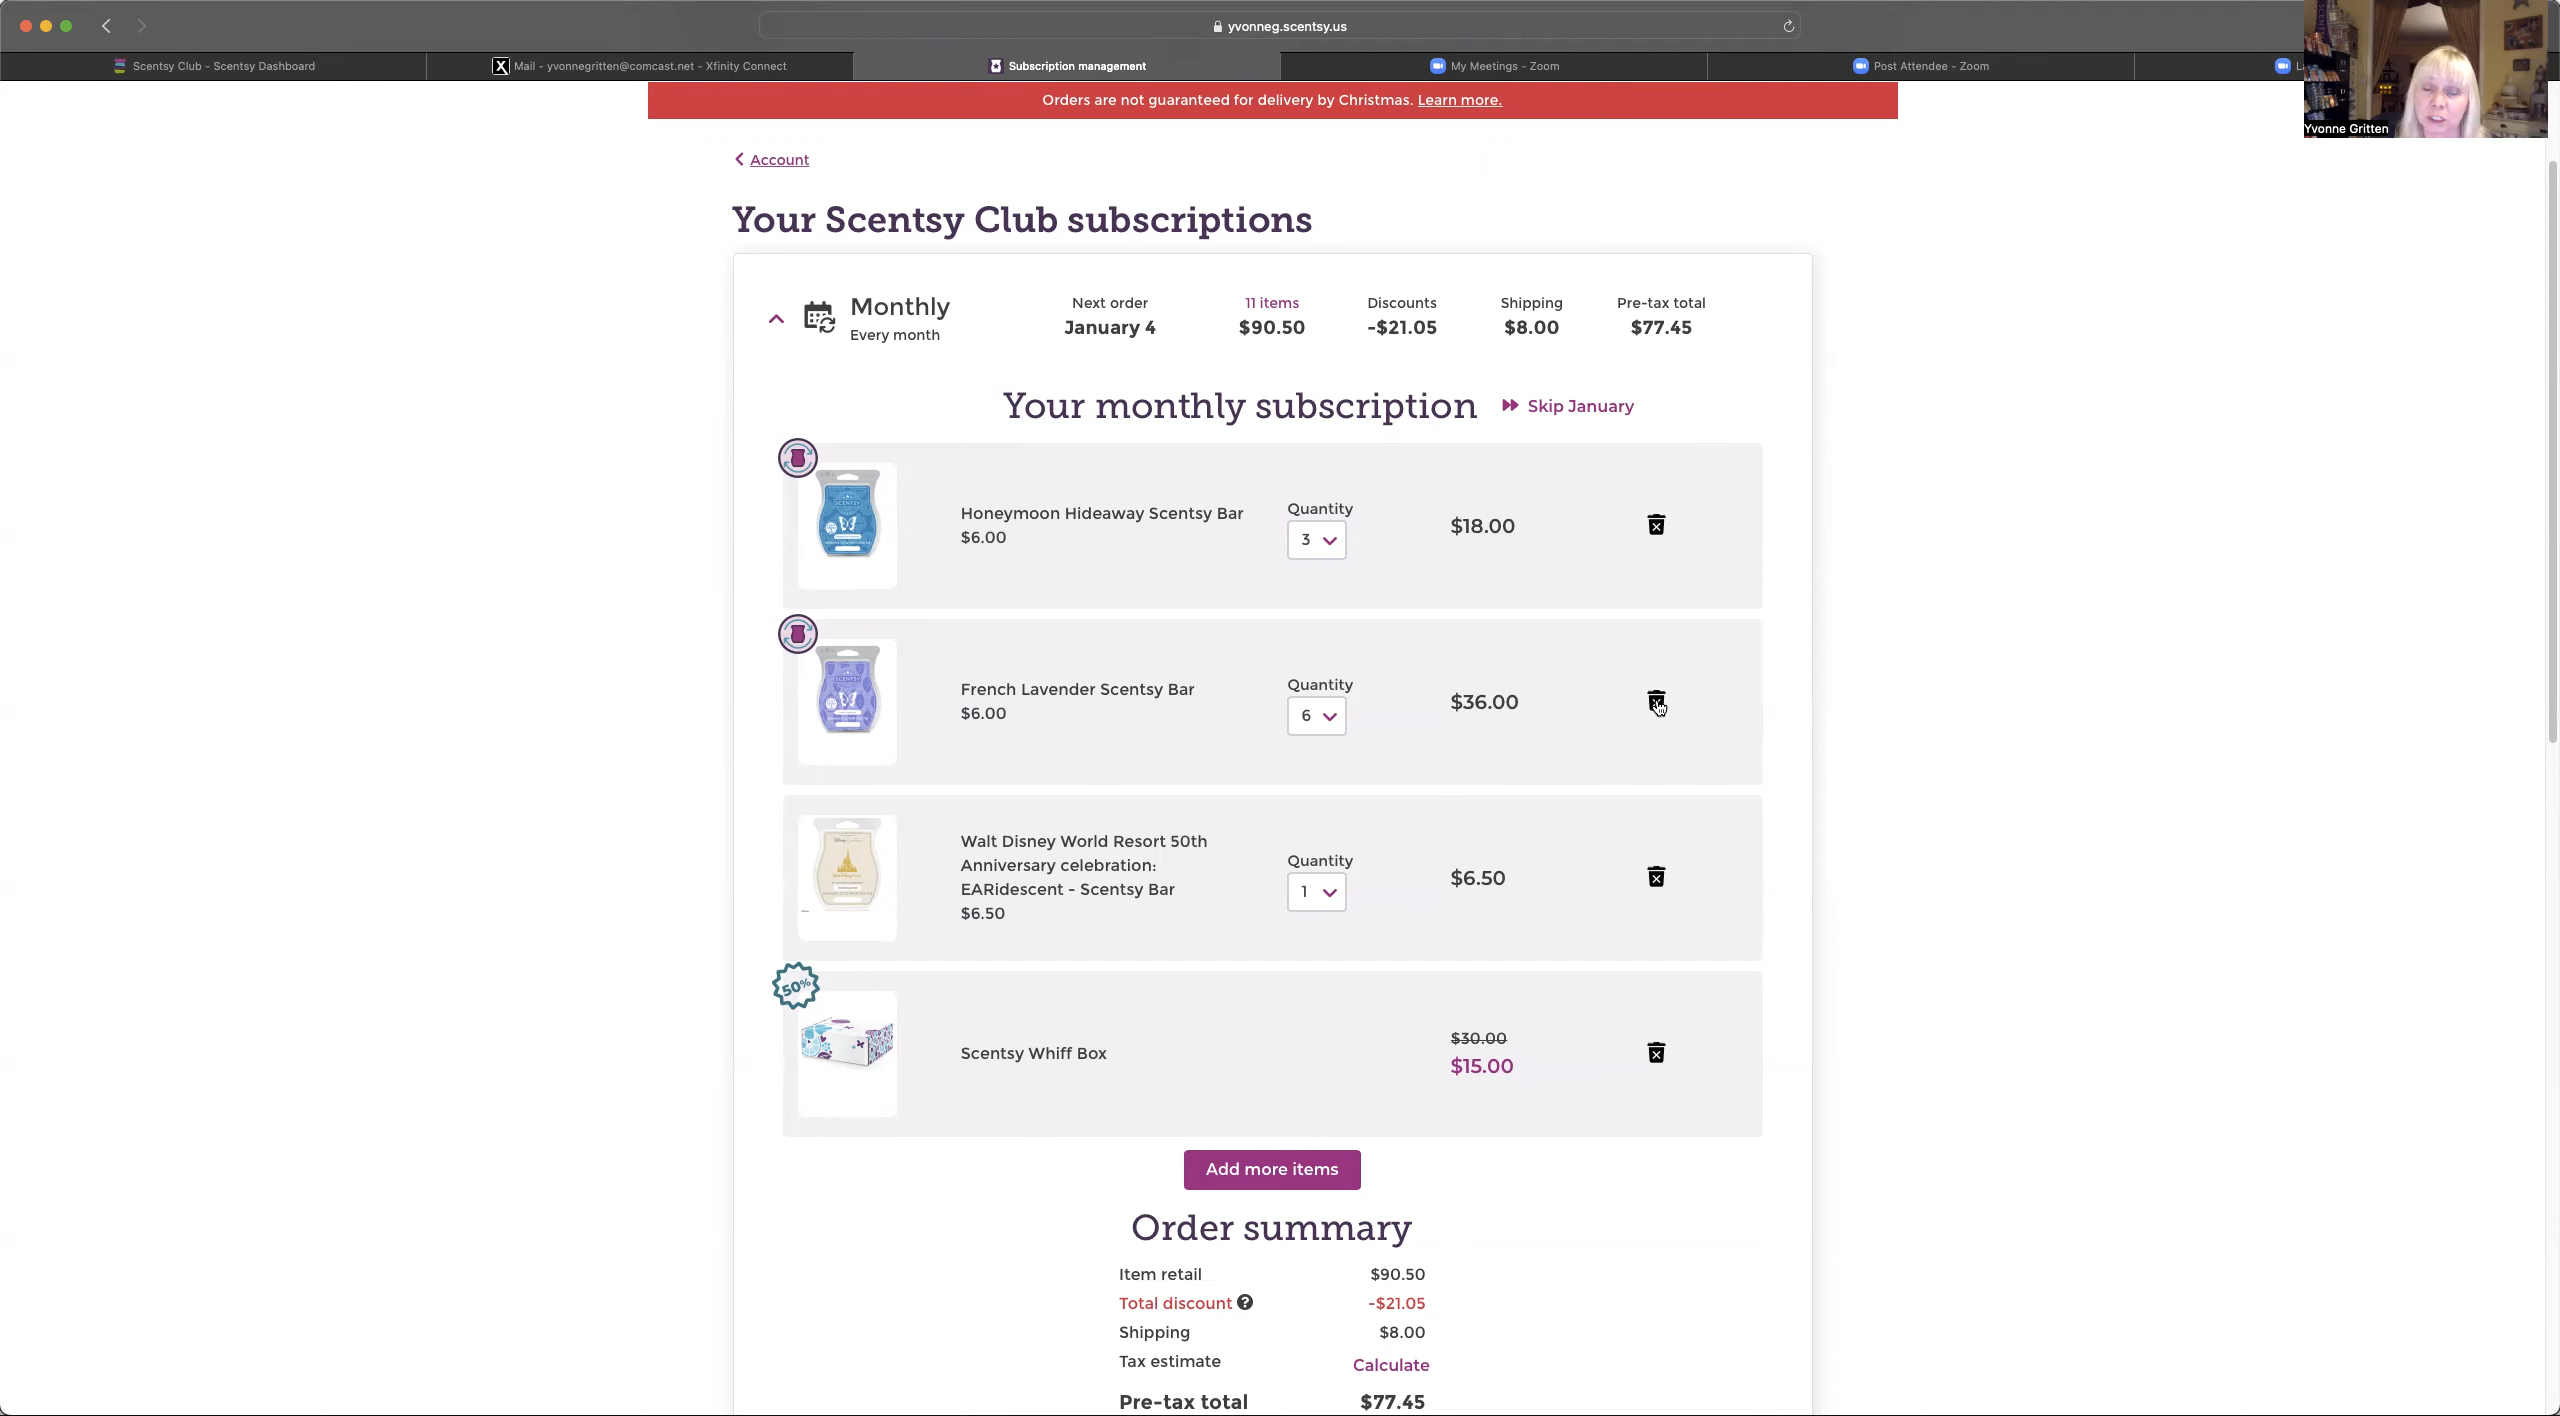 yvonneg.scentsy.us
Scentsy Club - Scentsy Dashboard
Mail - yvonnegritten@comcast.net - Xfinity Connect
Subscription management
My Meetings - Zoom
Post Attendee - Zoom
Yvonne Gritten
Orders are not guaranteed for delivery by Christmas. Learn more.
Account
Your Scentsy Club subscriptions
Monthly
Every month
Next order
January 4
11 items
$90.50
Discounts
-$21.05
Shipping
$8.00
Pre-tax total
$77.45
Your monthly subscription
Skip January
SCENTSY
Honeymoon Hideaway Scentsy Bar
$6.00
Quantity
3
$18.00
SCENTSY
French Lavender Scentsy Bar
$6.00
Quantity
6
$36.00
Walt Disney World Resort 50th
Anniversary celebration:
EARidescent - Scentsy Bar
$6.50
Quantity
1
$6.50
50%
Scentsy Whiff Box
$30.00
$15.00
Add more items
Order summary
Item retail
$90.50
Total discount ?
-$21.05
Shipping
$8.00
Tax estimate
Calculate
Pre-tax total
$77.45